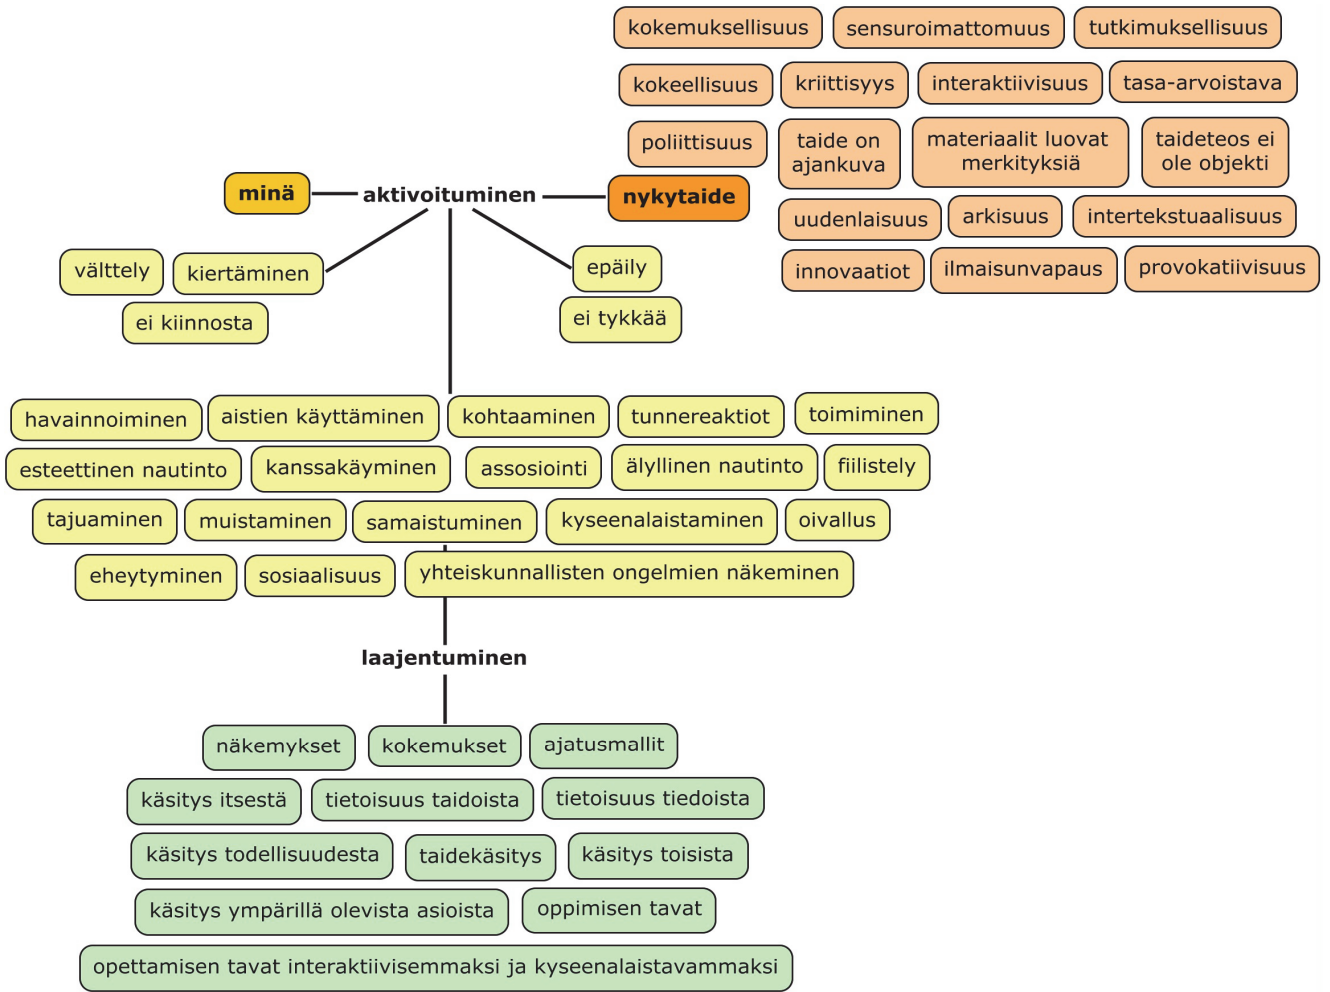 kokemuksellisuus
sensuroimattomuus
tutkimuksellisuus
kokeellisuus
kriittisyys
interaktiivisuus
tasa-arvoistava
poliittisuus
taide on
ajankuva
materiaalit luovat
merkityksiä
taideteos ei
ole objekti
minä
aktivoituminen
nykytaide
uudenlaisuus
arkisuus
intertekstuaalisuus
innovaatiot
ilmaisunvapaus
provokatiivisuus
välttely
kiertäminen
ei kiinnosta
epäily
ei tykkää
havainnoiminen
aistien käyttäminen
kohtaaminen
tunnereaktiot
toimiminen
esteettinen nautinto
kanssakäyminen
assosiointi
älyllinen nautinto
fiilistely
tajuaminen
muistaminen
samaistuminen
kyseenalaistaminen
oivallus
eheytyminen
sosiaalisuus
yhteiskunnallisten ongelmien näkeminen
laajentuminen
näkemykset
kokemukset
ajatusmallit
käsitys itsestä
tietoisuus taidoista
tietoisuus tiedoista
käsitys todellisuudesta
taidekäsitys
käsitys toisista
käsitys ympärillä olevista asioista
oppimisen tavat
opettamisen tavat interaktiivisemmaksi ja kyseenalaistavammaksi